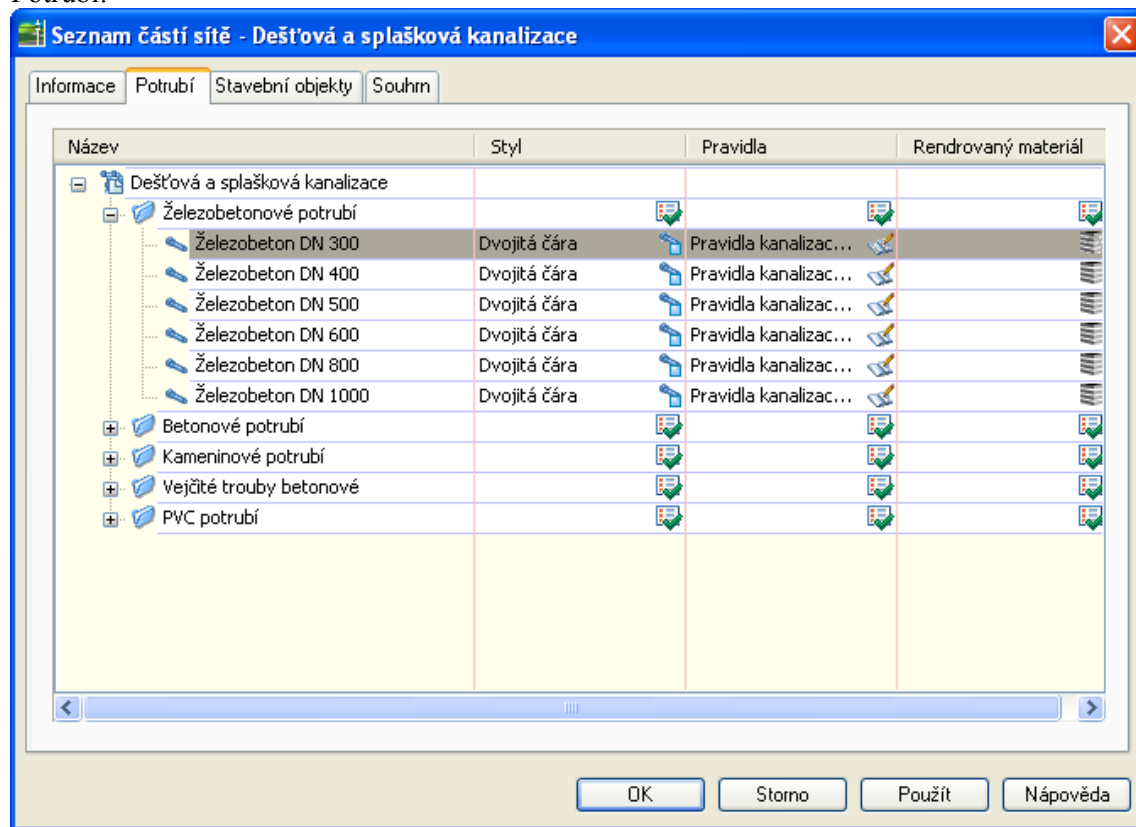 Potrubí.
Seznam částí sítě - Dešťová a splašková kanalizace
Informace Potrubí Stavební objekty Souhrn
Název Styl Pravidla Rendrovaný materiál
Dešťová a splašková kanalizace
Železobetonové potrubí
Železobeton DN 300 Dvojitá čára Pravidla kanalizac...
Železobeton DN 400 Dvojitá čára Pravidla kanalizac...
Železobeton DN 500 Dvojitá čára Pravidla kanalizac...
Železobeton DN 600 Dvojitá čára Pravidla kanalizac...
Železobeton DN 800 Dvojitá čára Pravidla kanalizac...
Železobeton DN 1000 Dvojitá čára Pravidla kanalizac...
Betonové potrubí
Kameninové potrubí
Vejčité trouby betonové
PVC potrubí
OK Storno Použít Nápověda